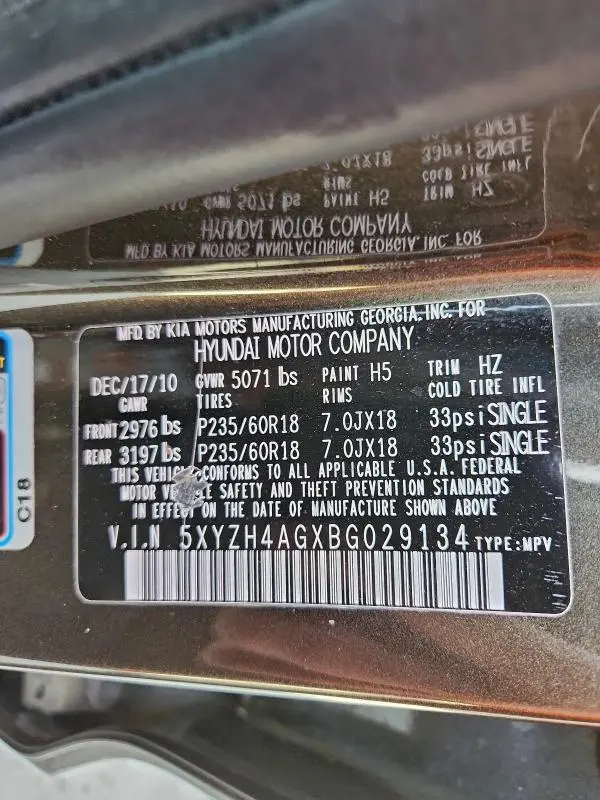 MFD BY KIA MOTORS MANUFACTURING GEORGIA, INC. FOR
HYUNDAI MOTOR COMPANY
DEC/17/10 GVWR 5071 lbs PAINT H5 TRIM HZ
GAWR TIRES RIMS COLD TIRE INFL
FRONT 2976 lbs P235/60R18 7.0JX18 33psi SINGLE
REAR 3197 lbs P235/60R18 7.0JX18 33psi SINGLE
THIS VEHICLE CONFORMS TO ALL APPLICABLE U.S.A. FEDERAL
MOTOR VEHICLE SAFETY AND THEFT PREVENTION STANDARDS
IN EFFECT ON THE DATE OF MANUFACTURE SHOWN ABOVE
V.I.N 5XYZH4AGXBG029134 TYPE:MPV
C18